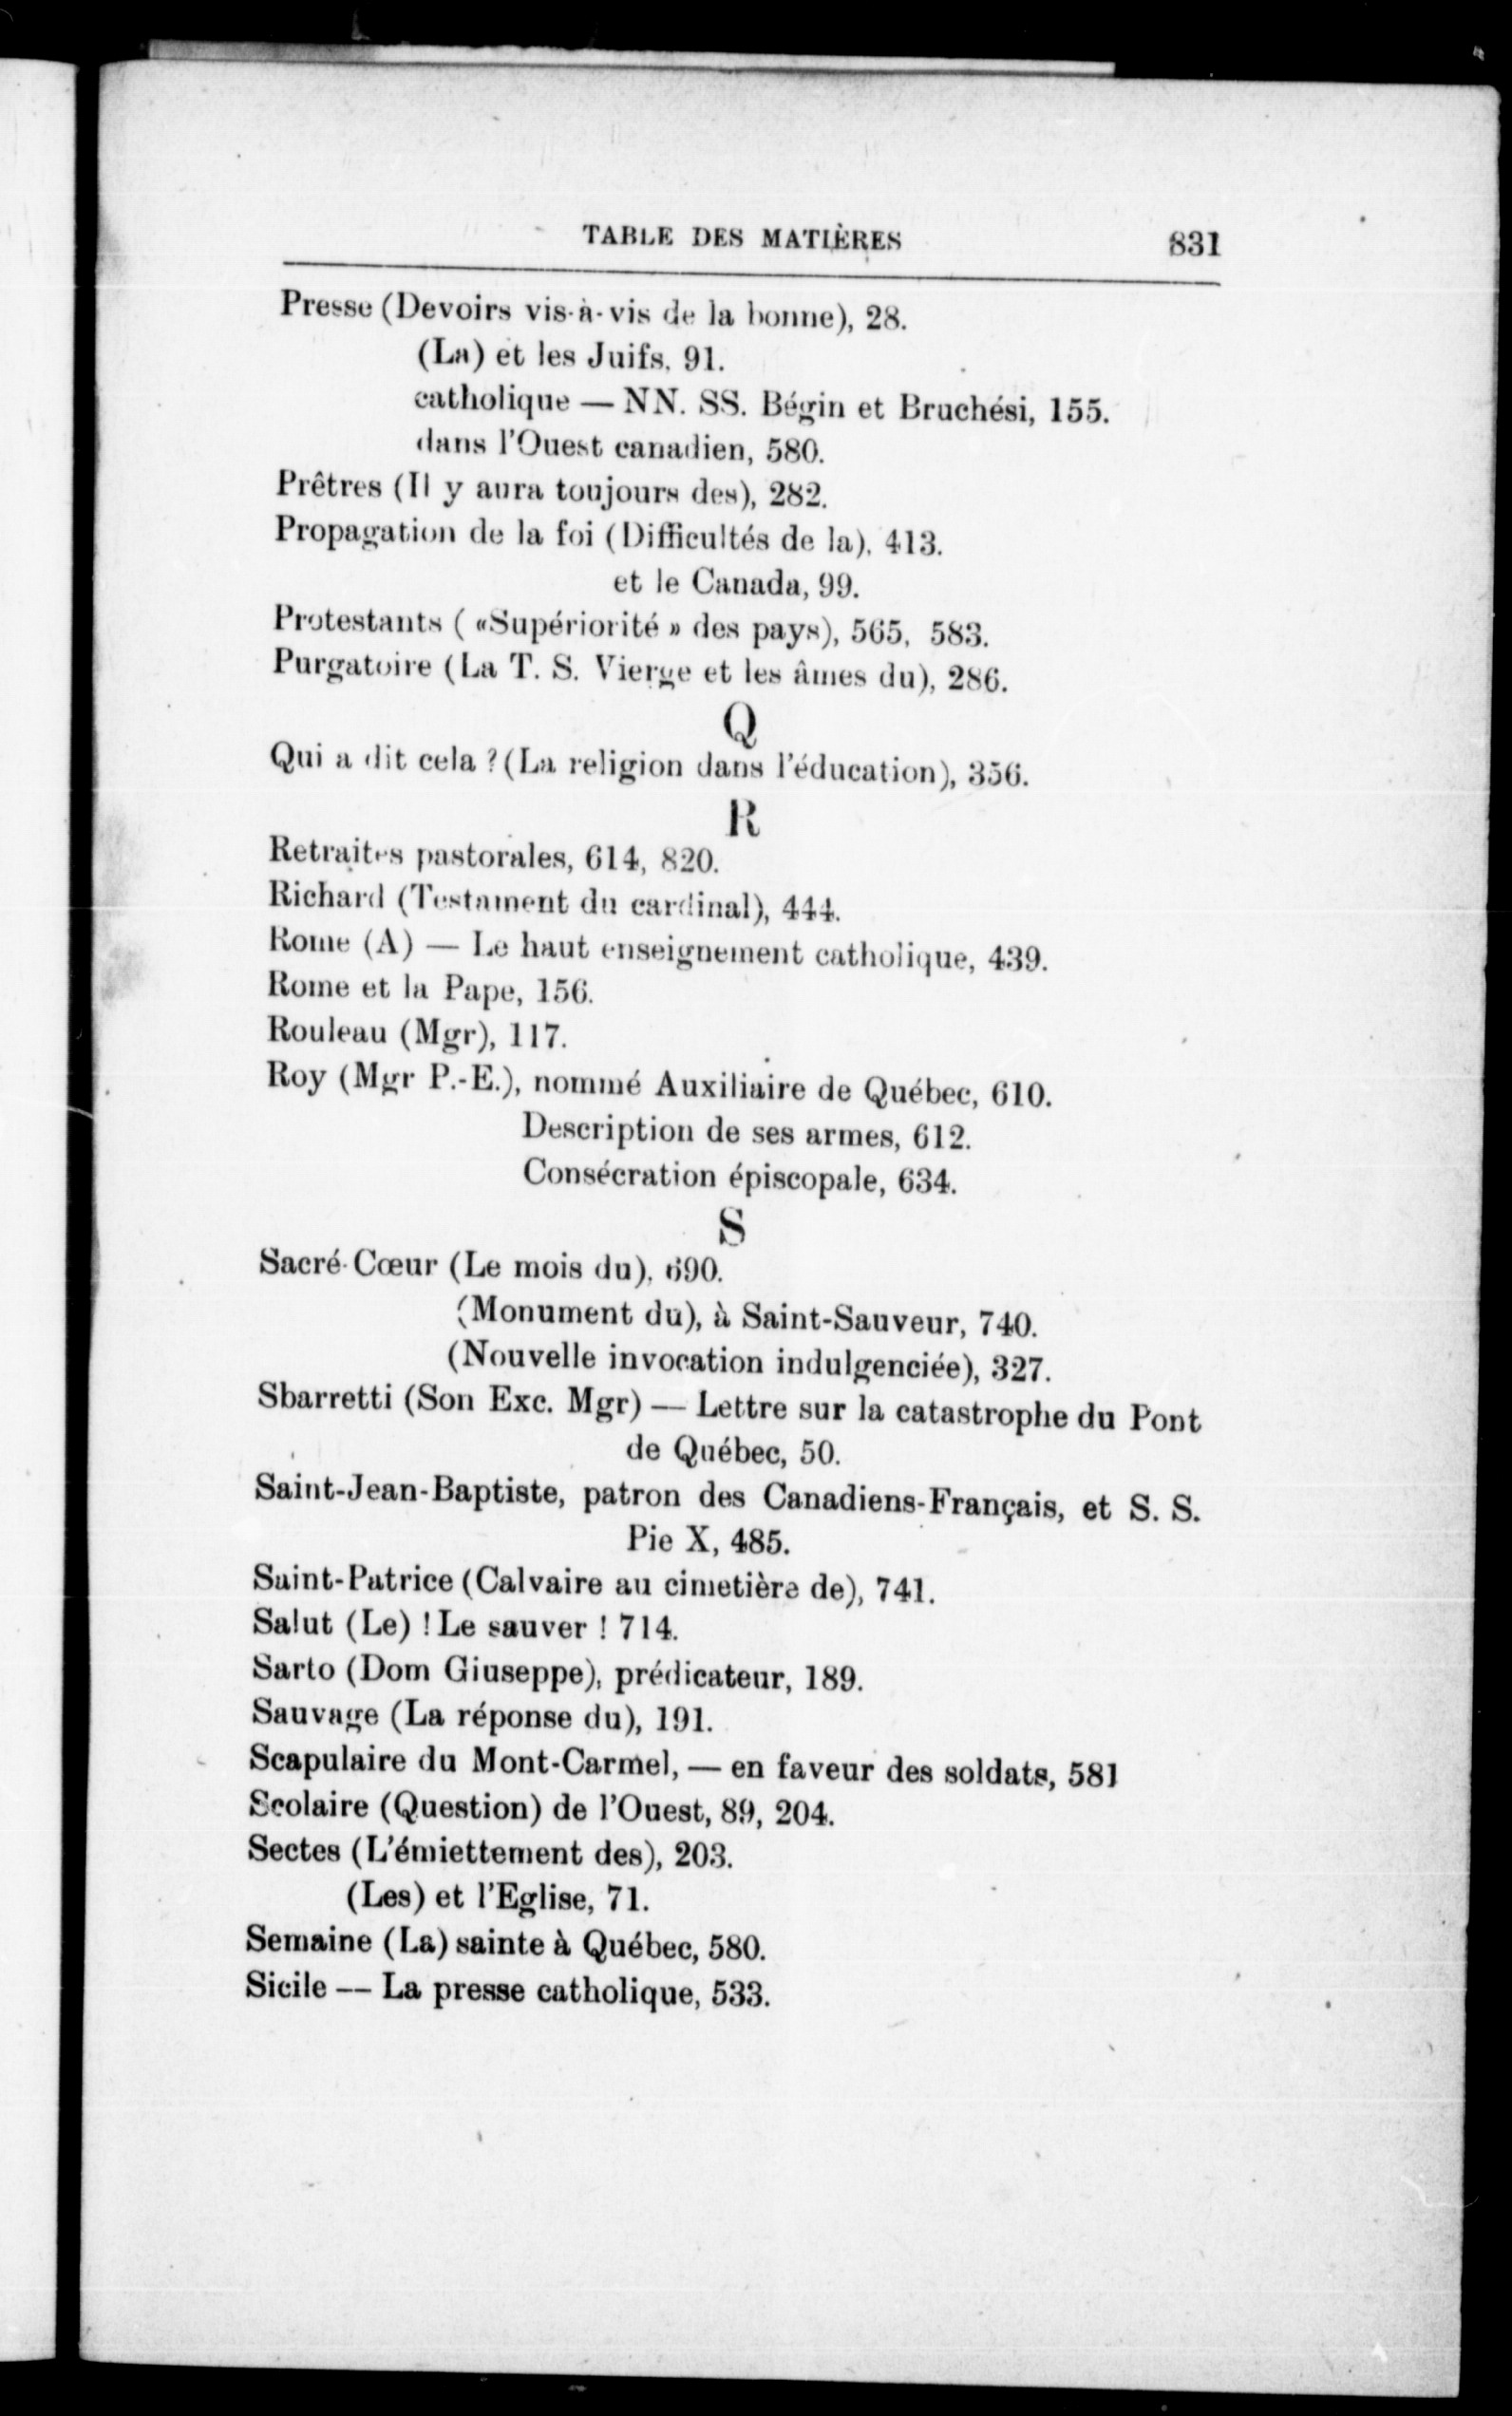 TABLE DES MATIÈRES 831
Presse (Devoirs vis-à-vis de la bonne), 28.
(La) et les Juifs, 91.
catholique — NN. SS. Bégin et Bruchési, 155.
dans l'Ouest canadien, 580.
Prêtres (Il y aura toujours des), 282.
Propagation de la foi (Difficultés de la), 413.
et le Canada, 99.
Protestants ( «Supériorité » des pays), 565, 583.
Purgatoire (La T. S. Vierge et les âmes du), 286.
Q
Qui a dit cela ? (La religion dans l'éducation), 356.
R
Retraites pastorales, 614, 820.
Richard (Testament du cardinal), 444.
Rome (A) — Le haut enseignement catholique, 439.
Rome et la Pape, 156.
Rouleau (Mgr), 117.
Roy (Mgr P.-E.), nommé Auxiliaire de Québec, 610.
Description de ses armes, 612.
Consécration épiscopale, 634.
S
Sacré-Cœur (Le mois du), 690.
(Monument du), à Saint-Sauveur, 740.
(Nouvelle invocation indulgenciée), 327.
Sbarretti (Son Exc. Mgr) — Lettre sur la catastrophe du Pont
de Québec, 50.
Saint-Jean-Baptiste, patron des Canadiens-Français, et S. S.
Pie X, 485.
Saint-Patrice (Calvaire au cimetière de), 741.
Salut (Le) ! Le sauver ! 714.
Sarto (Dom Giuseppe), prédicateur, 189.
Sauvage (La réponse du), 191.
Scapulaire du Mont-Carmel, — en faveur des soldats, 581
Scolaire (Question) de l'Ouest, 89, 204.
Sectes (L'émiettement des), 203.
(Les) et l'Eglise, 71.
Semaine (La) sainte à Québec, 580.
Sicile — La presse catholique, 533.